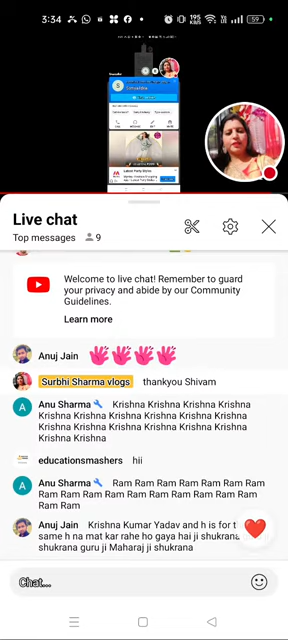 3:34
195
KB/S
59
Live chat
Top messages 9
Welcome to live chat! Remember to guard
your privacy and abide by our Community
Guidelines.
Learn more
Anuj Jain
Surbhi Sharma vlogs thankyou Shivam
A Anu Sharma Krishna Krishna Krishna Krishna
Krishna Krishna Krishna Krishna Krishna Krishna
Krishna Krishna Krishna Krishna Krishna Krishna
Krishna Krishna
educationsmashers hii
A Anu Sharma Ram Ram Ram Ram Ram Ram
Ram Ram Ram Ram Ram Ram Ram Ram Ram
Ram Ram
Anuj Jain Krishna Kumar Yadav and h is for t
same h na mat kar rahe ho gaya hai ji shukrana
shukrana guru ji Maharaj ji shukrana
Chat...